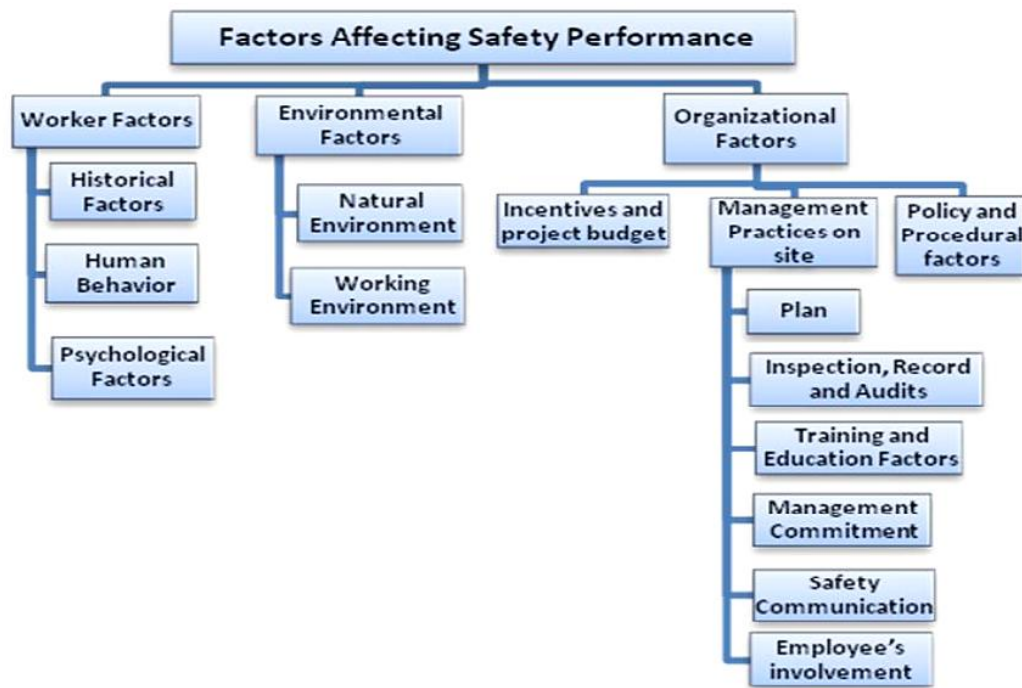 Factors Affecting Safety Performance
Worker Factors
Environmental
Factors
Organizational
Factors
Historical
Factors
Human
Behavior
Psychological
Factors
Natural
Environment
Working
Environment
Incentives and
project budget
Management
Practices on
site
Policy and
Procedural
factors
Plan
Inspection, Record
and Audits
Training and
Education Factors
Management
Commitment
Safety
Communication
Employee's
involvement